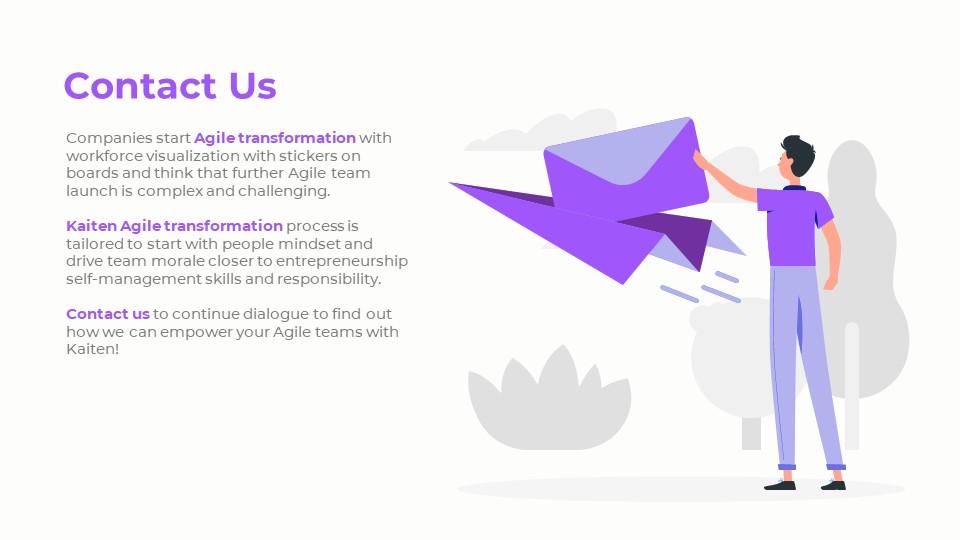 Contact Us
Companies start Agile transformation with
workforce visualization with stickers on
boards and think that further Agile team
launch is complex and challenging.
Kaiten Agile transformation process is
tailored to start with people mindset and
drive team morale closer to entrepreneurship
self-management skills and responsibility.
Contact us to continue dialogue to find out
how we can empower your Agile teams with
Kaiten!